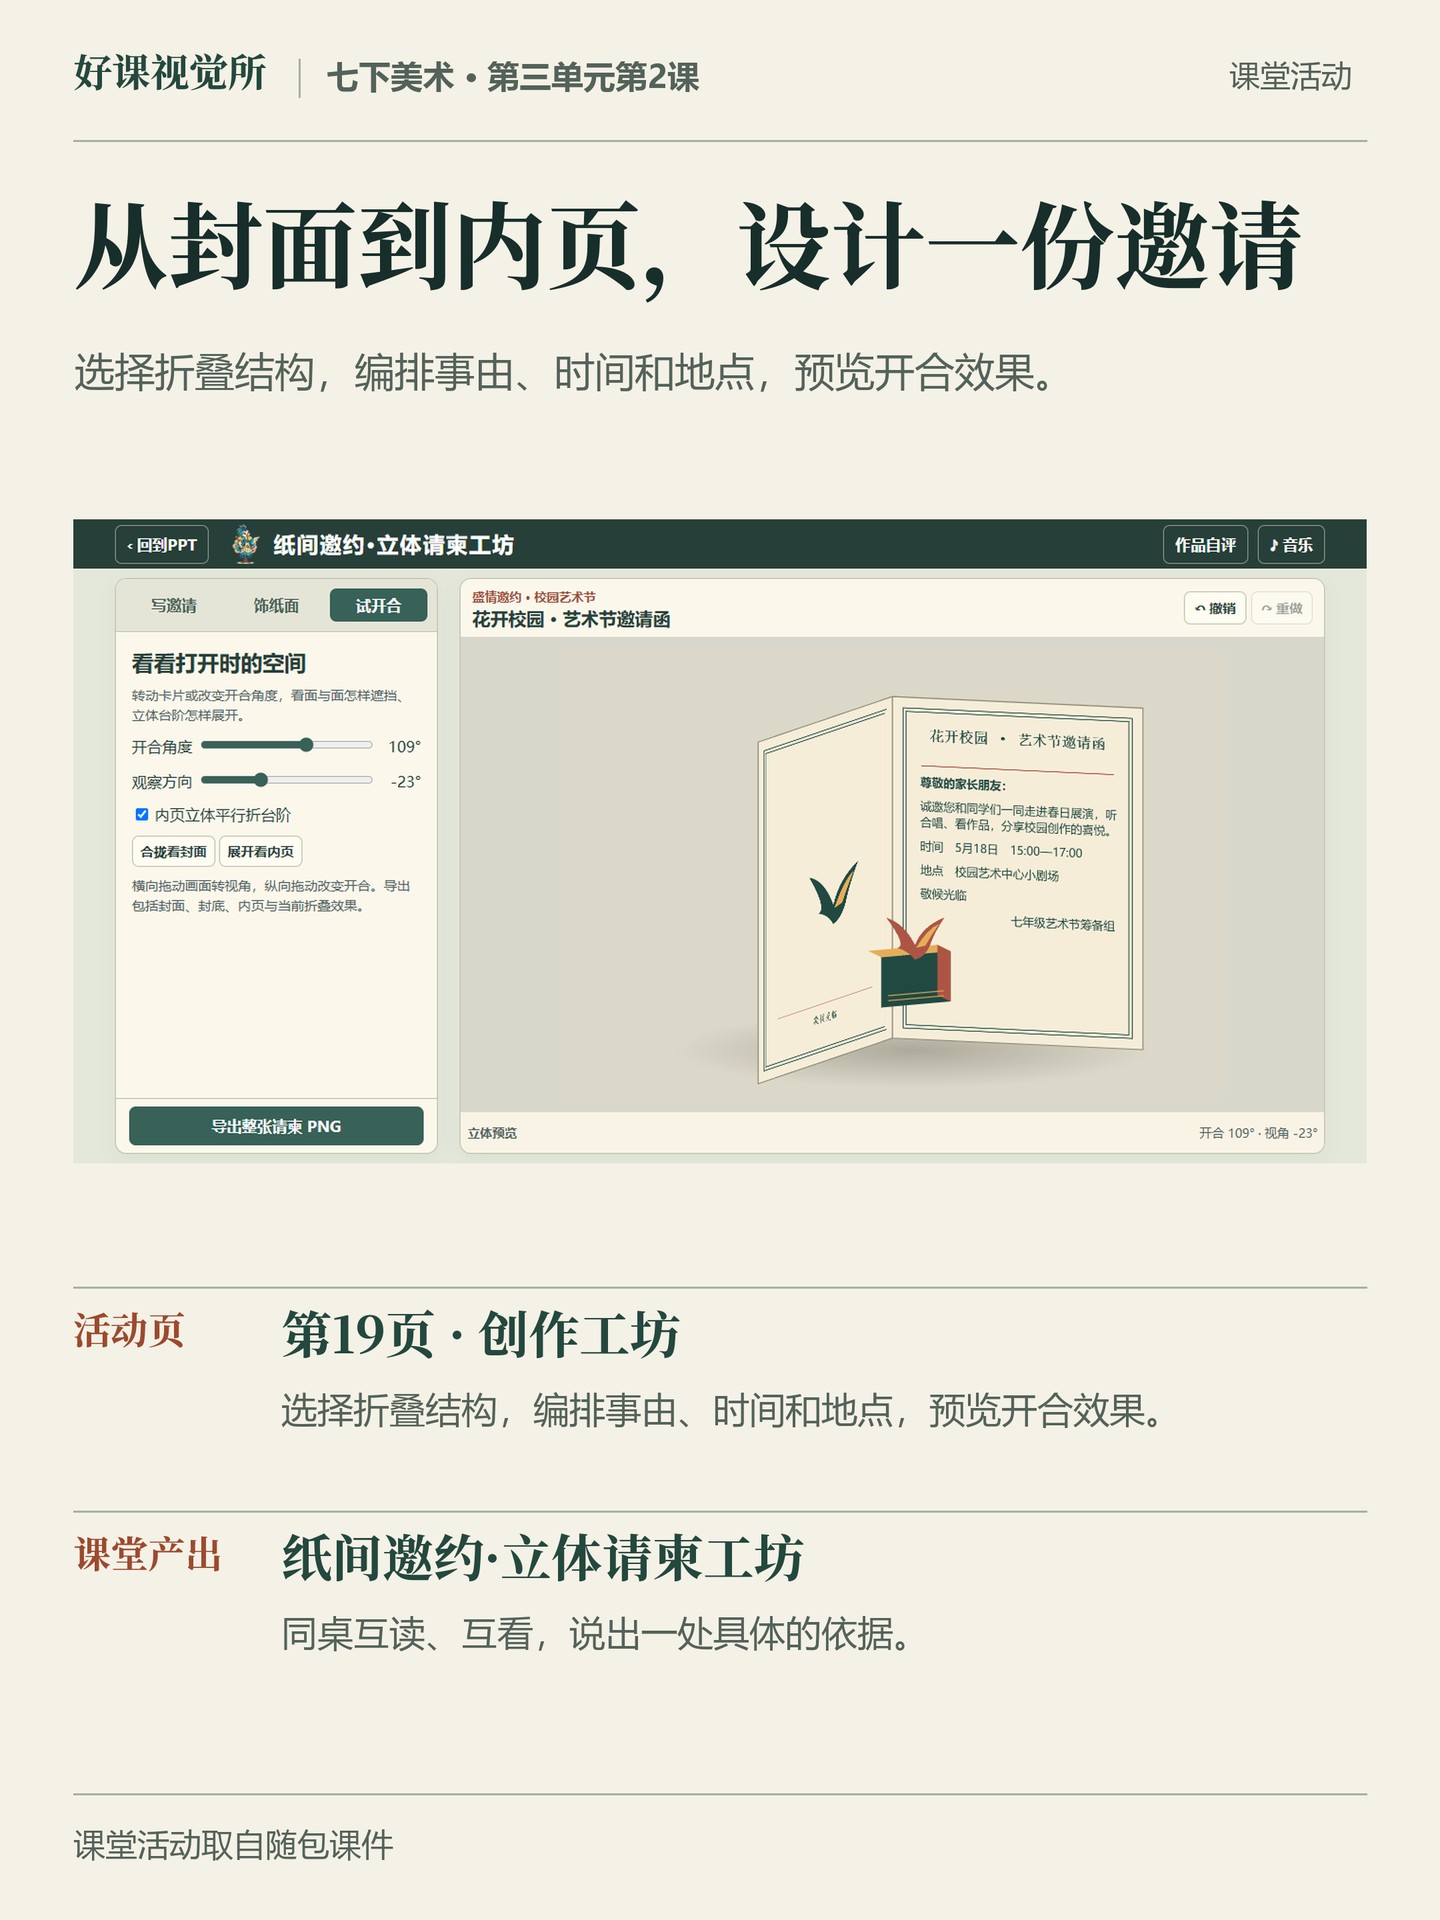 好课视觉所
七下美术·第三单元第2课
课堂活动
从封面到内页，设计一份邀请
选择折叠结构，编排事由、时间和地点，预览开合效果。
‹ 回到PPT
纸间邀约·立体请柬工坊
作品自评
♪ 音乐
写邀请
饰纸面
试开合
看看打开时的空间
转动卡片或改变开合角度，看面与面怎样遮挡、
立体台阶怎样展开。
开合角度
109°
观察方向
-23°
内页立体平行折台阶
合拢看封面
展开看内页
横向拖动画面转视角，纵向拖动改变开合。导出
包括封面、封底、内页与当前折叠效果。
导出整张请柬 PNG
盛情邀约·校园艺术节
花开校园·艺术节邀请函
撤销
重做
花开校园 · 艺术节邀请函
尊敬的家长朋友：
诚邀您和同学们一同走进春日展演，听
合唱、看作品，分享校园创作的喜悦。
时间 5月18日 15:00—17:00
地点 校园艺术中心小剧场
敬候光临
七年级艺术节筹备组
立体预览
开合 109° · 视角 -23°
活动页
第19页·创作工坊
选择折叠结构，编排事由、时间和地点，预览开合效果。
课堂产出
纸间邀约·立体请柬工坊
同桌互读、互看，说出一处具体的依据。
课堂活动取自随包课件